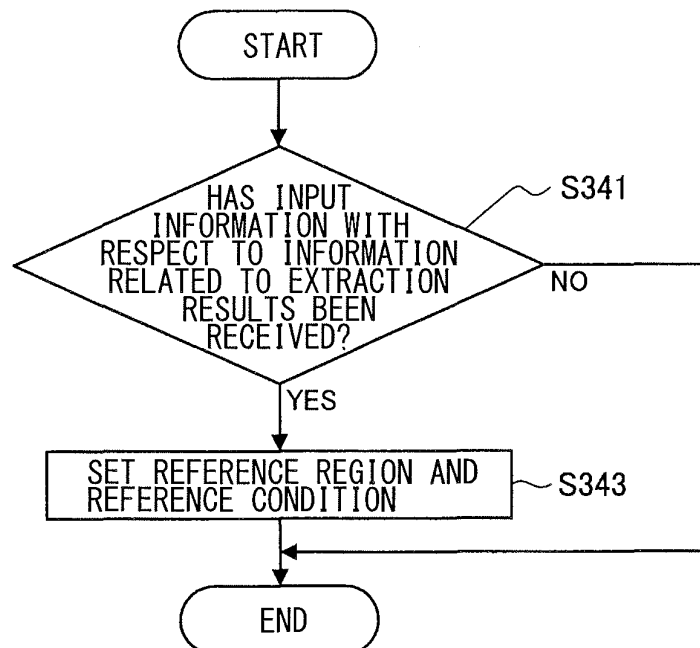 START
HAS INPUT
INFORMATION WITH
RESPECT TO INFORMATION
RELATED TO EXTRACTION
RESULTS BEEN
RECEIVED?
S341
NO
YES
SET REFERENCE REGION AND
REFERENCE CONDITION
S343
END